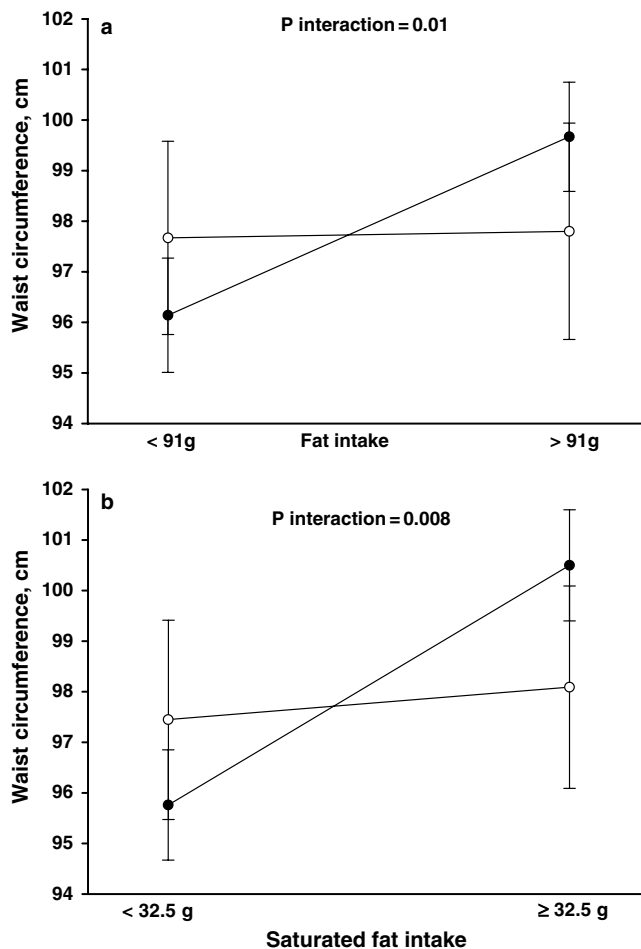 a
P interaction = 0.01
Waist circumference, cm
102
101
100
99
98
97
96
95
94
< 91g
Fat intake
> 91g
b
P interaction = 0.008
Waist circumference, cm
102
101
100
99
98
97
96
95
94
< 32.5 g
≥ 32.5 g
Saturated fat intake